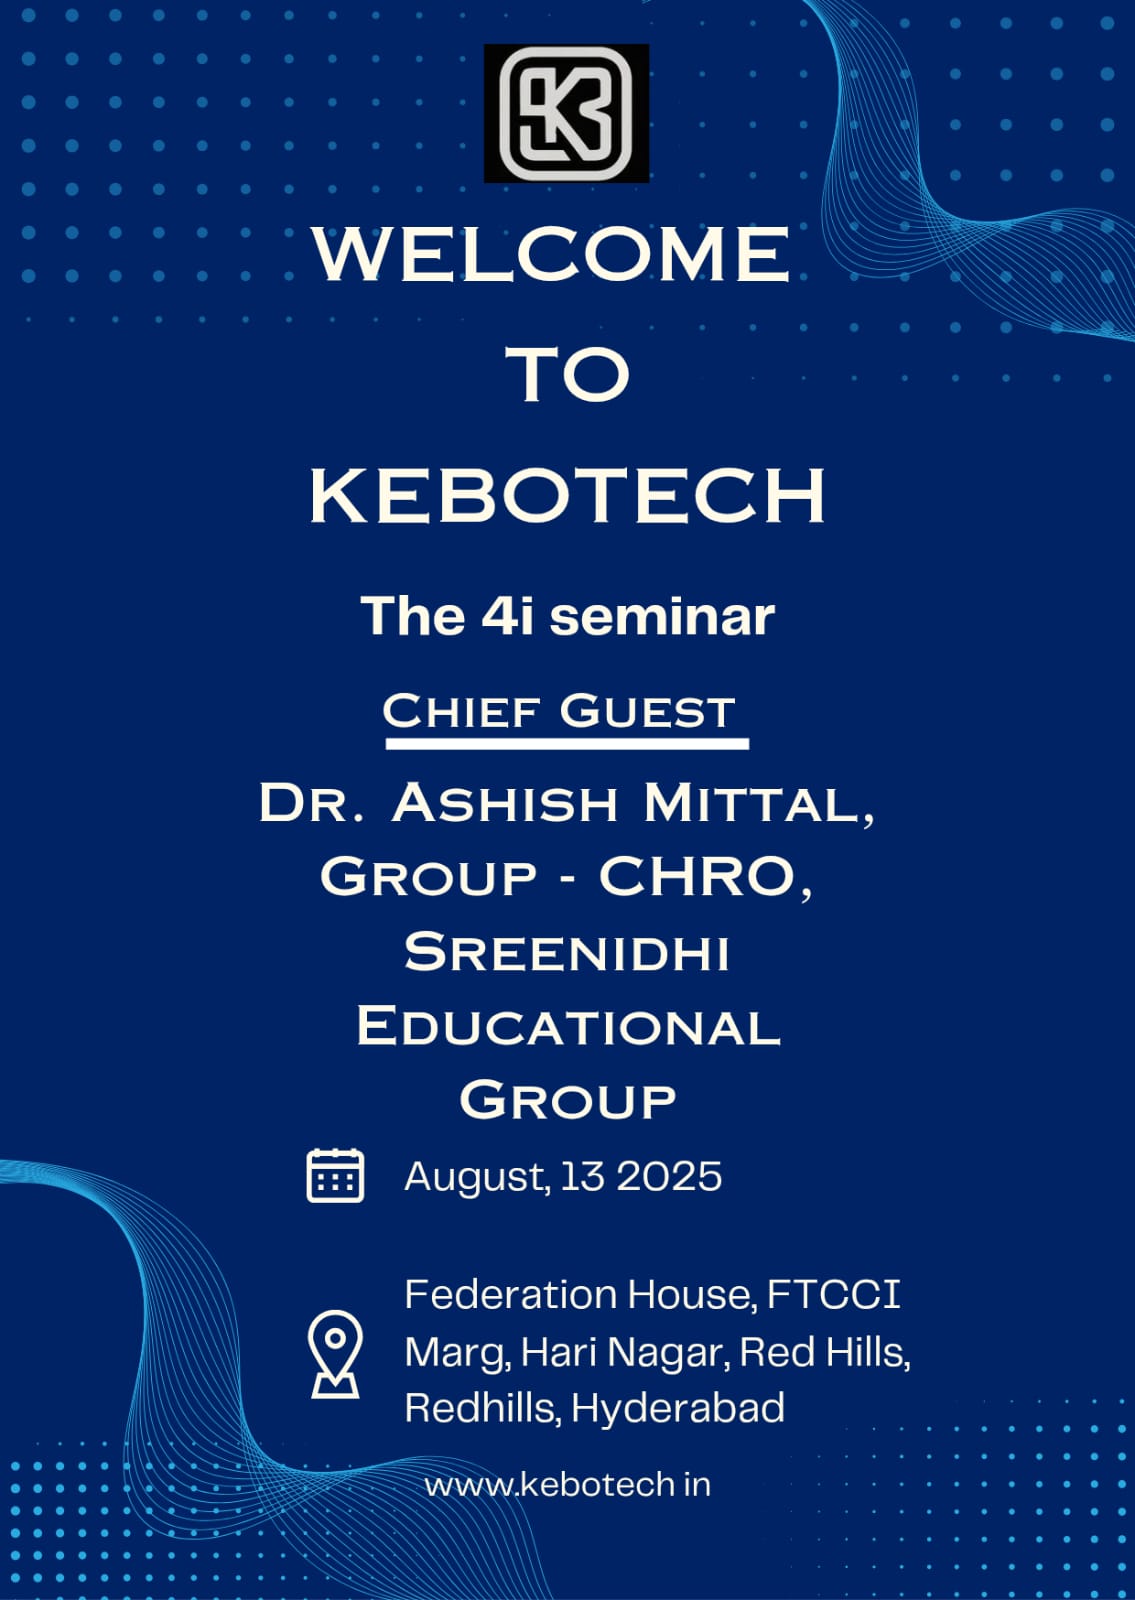 WELCOME
TO
KEBOTECH
The 4i seminar
CHIEF GUEST
DR. ASHISH MITTAL,
GROUP - CHRO,
SREENIDHI
EDUCATIONAL
GROUP
August, 13 2025
Federation House, FTCCI
Marg, Hari Nagar, Red Hills,
Redhills, Hyderabad
www.kebotech in